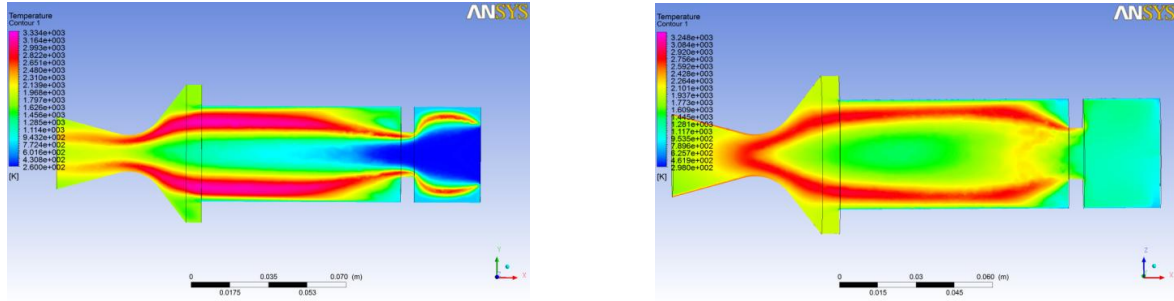 ANSYS
Temperature
Contour 1
3.334e+003
3.164e+003
2.993e+003
2.822e+003
2.651e+003
2.480e+003
2.310e+003
2.139e+003
1.968e+003
1.797e+003
1.626e+003
1.456e+003
1.285e+003
1.114e+003
9.432e+002
7.724e+002
6.016e+002
4.308e+002
2.600e+002
[K]
Y
X
0 0.035 0.070 (m)
0.0175 0.053
ANSYS
Temperature
Contour 1
3.248e+003
3.084e+003
2.920e+003
2.756e+003
2.592e+003
2.428e+003
2.264e+003
2.101e+003
1.937e+003
1.773e+003
1.609e+003
1.445e+003
1.281e+003
1.117e+003
9.535e+002
7.896e+002
6.257e+002
4.619e+002
2.980e+002
[K]
Z
X
0 0.03 0.060 (m)
0.015 0.045